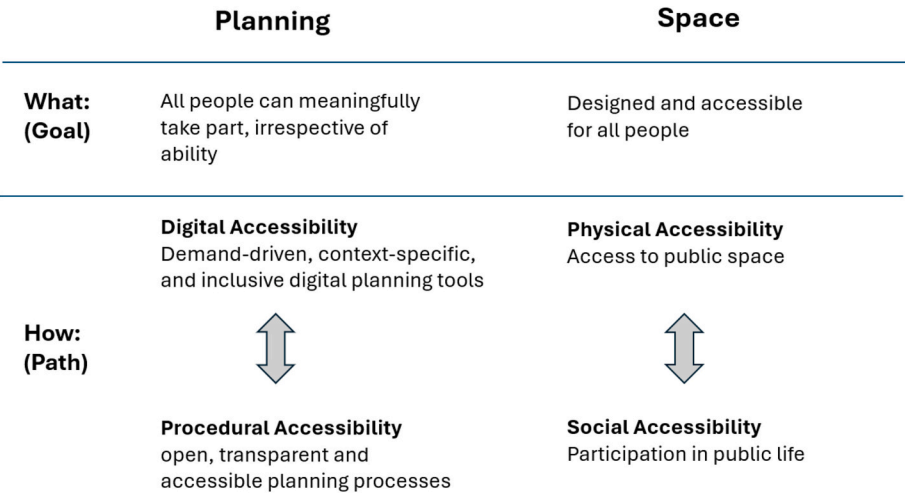 Planning
Space
What:
(Goal)
All people can meaningfully
take part, irrespective of
ability
Designed and accessible
for all people
How:
(Path)
Digital Accessibility
Demand-driven, context-specific,
and inclusive digital planning tools
Physical Accessibility
Access to public space
Procedural Accessibility
open, transparent and
accessible planning processes
Social Accessibility
Participation in public life